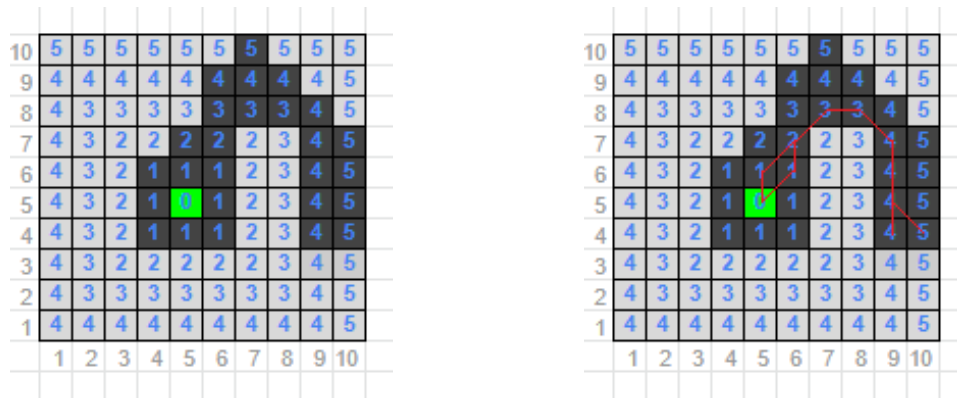 10 5 5 5 5 5 5 5 5 5 5
9 4 4 4 4 4 4 4 4 4 5
8 4 3 3 3 3 3 3 3 4 5
7 4 3 2 2 2 2 2 3 4 5
6 4 3 2 1 1 1 2 3 4 5
5 4 3 2 1 0 1 2 3 4 5
4 4 3 2 1 1 1 2 3 4 5
3 4 3 2 2 2 2 2 3 4 5
2 4 3 3 3 3 3 3 3 4 5
1 4 4 4 4 4 4 4 4 4 5
1 2 3 4 5 6 7 8 9 10
10 5 5 5 5 5 5 5 5 5 5
9 4 4 4 4 4 4 4 4 4 5
8 4 3 3 3 3 3 3 3 4 5
7 4 3 2 2 2 2 2 3 4 5
6 4 3 2 1 1 1 2 3 4 5
5 4 3 2 1 0 1 2 3 4 5
4 4 3 2 1 1 1 2 3 4 5
3 4 3 2 2 2 2 2 3 4 5
2 4 3 3 3 3 3 3 3 4 5
1 4 4 4 4 4 4 4 4 4 5
1 2 3 4 5 6 7 8 9 10